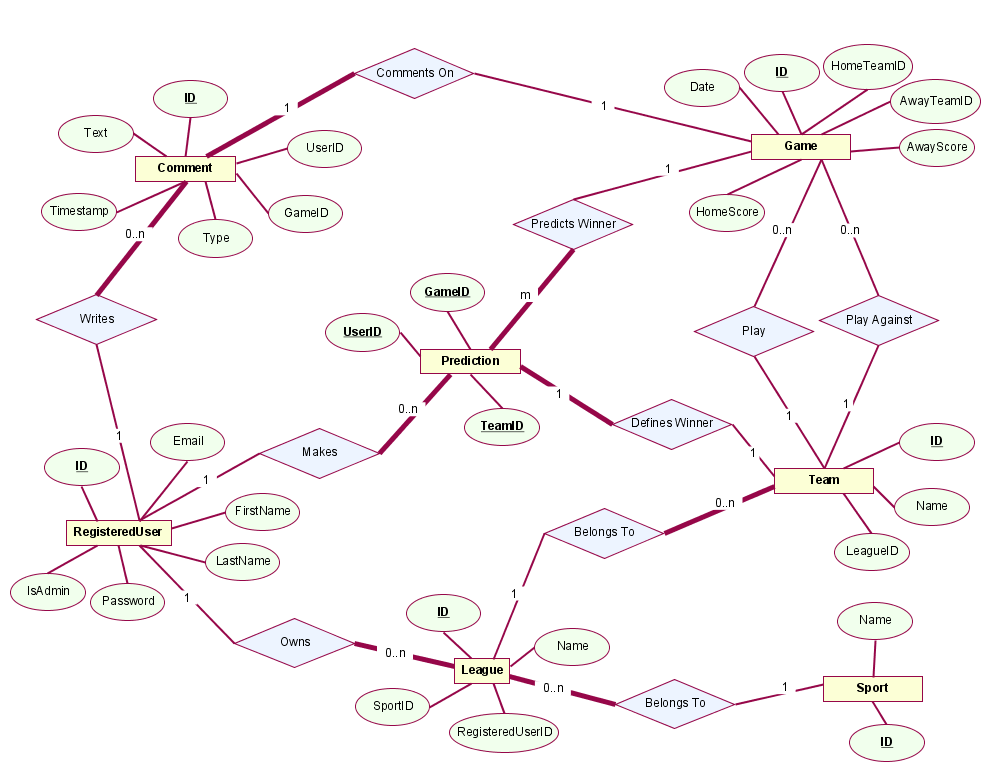 Comments On
HomeTeamID
ID
Date
ID
AwayTeamID
1
1
Text
UserID
Game
AwayScore
Comment
1
Timestamp
GameID
HomeScore
Type
Predicts Winner
0..n
0..n
0..n
GameID
m
Writes
UserID
Play
Play Against
Prediction
1
0..n
1
1
TeamID
Defines Winner
1
ID
Email
ID
Makes
1
1
Team
0..n
Name
FirstName
RegisteredUser
Belongs To
LeagueID
LastName
IsAdmin
Password
1
1
ID
Name
Owns
Name
0..n
League
1
Sport
0..n
SportID
Belongs To
RegisteredUserID
ID